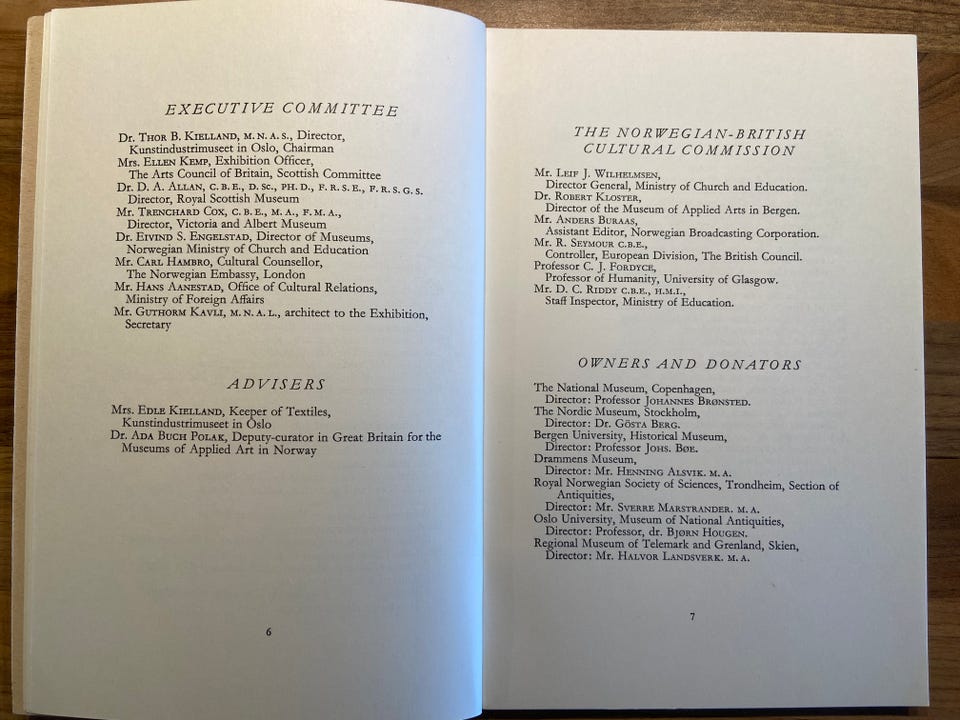 EXECUTIVE COMMITTEE
Dr. Thor B. Kielland, M. N. A. S., Director,
Kunstindustrimuseet in Oslo, Chairman
Mrs. Ellen Kemp, Exhibition Officer,
The Arts Council of Britain, Scottish Committee
Dr. D. A. Allan, C. B. E., D. Sc., Ph. D., F. R. S. E., F. R. S. G. S.
Director, Royal Scottish Museum
Mr. Trenchard Cox, C. B. E., M. A., F. M. A.,
Director, Victoria and Albert Museum
Dr. Eivind S. Engelstad, Director of Museums,
Norwegian Ministry of Church and Education
Mr. Carl Hambro, Cultural Counsellor,
The Norwegian Embassy, London
Mr. Hans Aanestad, Office of Cultural Relations,
Ministry of Foreign Affairs
Mr. Guthorm Kavli, M. N. A. L., architect to the Exhibition,
Secretary
ADVISERS
Mrs. Edle Kielland, Keeper of Textiles,
Kunstindustrimuseet in Oslo
Dr. Ada Buch Polak, Deputy-curator in Great Britain for the
Museums of Applied Art in Norway
6
THE NORWEGIAN-BRITISH
CULTURAL COMMISSION
Mr. Leif J. Wilhelmsen,
Director General, Ministry of Church and Education.
Dr. Robert Kloster,
Director of the Museum of Applied Arts in Bergen.
Mr. Anders Buraas,
Assistant Editor, Norwegian Broadcasting Corporation.
Mr. R. Seymour C.B.E.,
Controller, European Division, The British Council.
Professor C. J. Fordyce,
Professor of Humanity, University of Glasgow.
Mr. D. C. Riddy C.B.E., H.M.I.,
Staff Inspector, Ministry of Education.
OWNERS AND DONATORS
The National Museum, Copenhagen,
Director: Professor Johannes Brønsted.
The Nordic Museum, Stockholm,
Director: Dr. Gösta Berg.
Bergen University, Historical Museum,
Director: Professor Johs. Bøe.
Drammens Museum,
Director: Mr. Henning Alsvik. M. A.
Royal Norwegian Society of Sciences, Trondheim, Section of
Antiquities,
Director: Mr. Sverre Marstrander. M. A.
Oslo University, Museum of National Antiquities,
Director: Professor, dr. Bjørn Hougen.
Regional Museum of Telemark and Grenland, Skien,
Director: Mr. Halvor Landsverk. M. A.
7